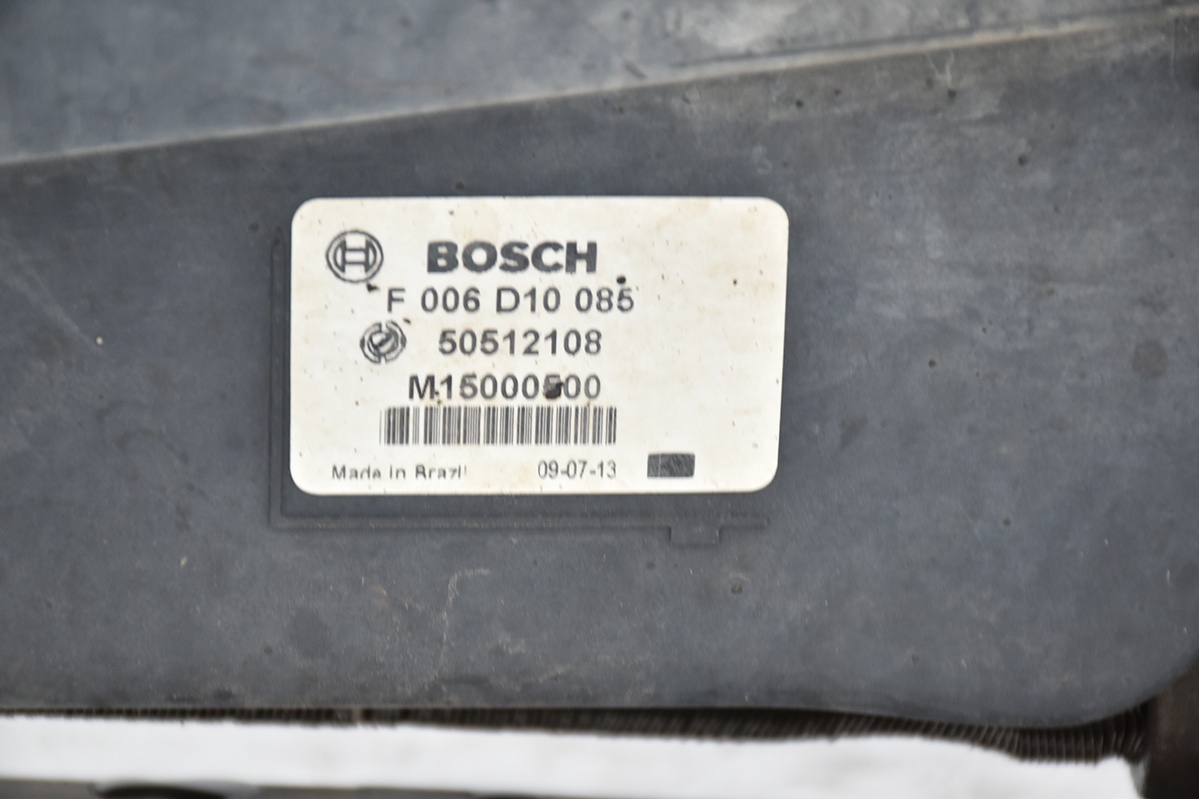 BOSCH
F 006 D10 085
50512108
M15000500
Made in Brazil
09-07-13